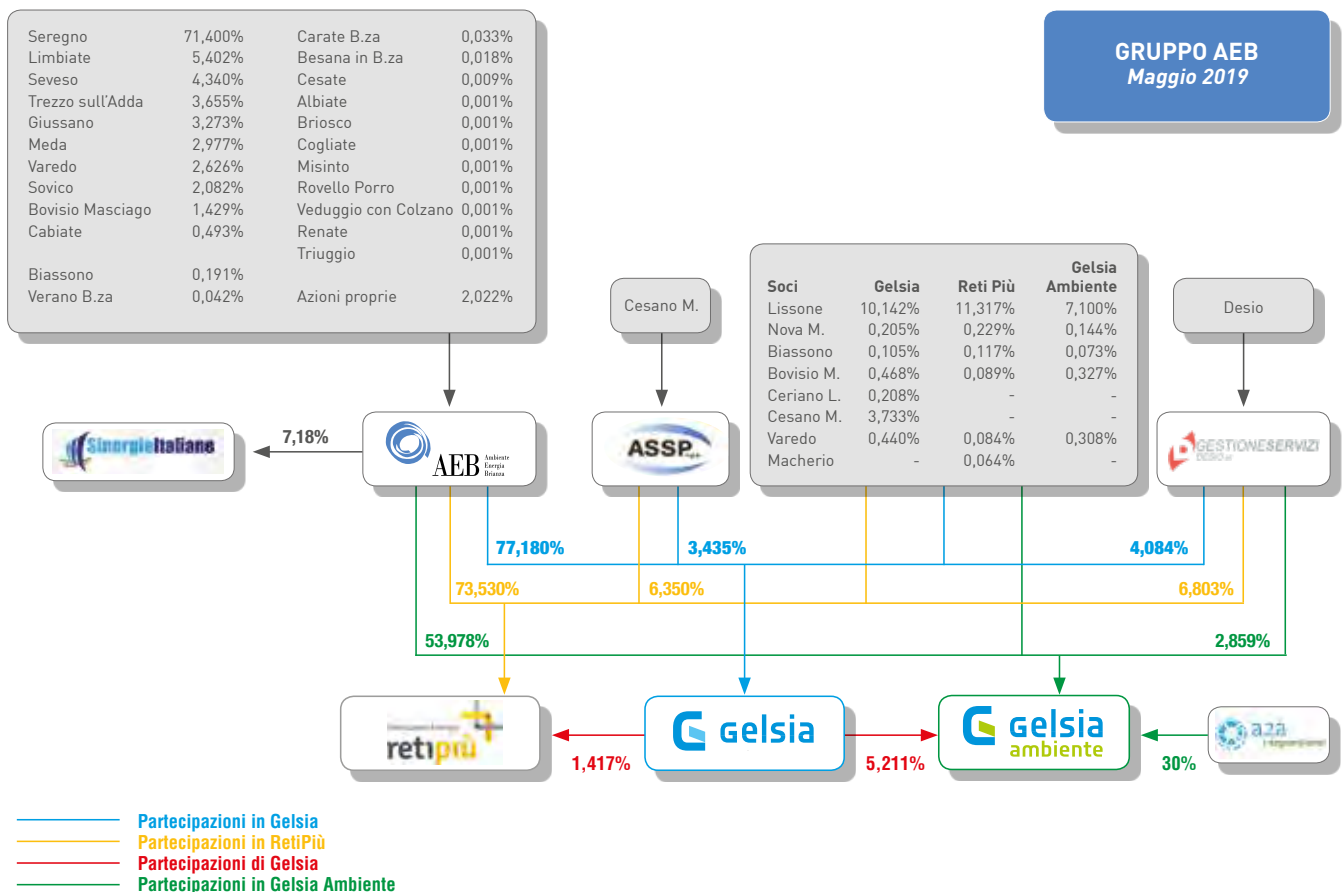 Seregno 71,400% Carate B.za 0,033%
Limbiate 5,402% Besana in B.za 0,018%
Seveso 4,340% Cesate 0,009%
Trezzo sull'Adda 3,655% Albiate 0,001%
Giussano 3,273% Briosco 0,001%
Meda 2,977% Cogliate 0,001%
Varedo 2,626% Misinto 0,001%
Sovico 2,082% Rovello Porro 0,001%
Bovisio Masciago 1,429% Veduggio con Colzano 0,001%
Cabiate 0,493% Renate 0,001%
Triuggio 0,001%
Biassono 0,191%
Verano B.za 0,042% Azioni proprie 2,022%
GRUPPO AEB
Maggio 2019
Cesano M.
Soci Gelsia Reti Più Gelsia Ambiente
Lissone 10,142% 11,317% 7,100%
Nova M. 0,205% 0,229% 0,144%
Biassono 0,105% 0,117% 0,073%
Bovisio M. 0,468% 0,089% 0,327%
Ceriano L. 0,208% - -
Cesano M. 3,733% - -
Varedo 0,440% 0,084% 0,308%
Macherio - 0,064% -
Desio
SinergieItaliane
7,18%
AEB Ambiente Energia Brianza
ASSP
GESTIONESERVIZI
DESIO
77,180% 3,435% 4,084%
73,530% 6,350% 6,803%
53,978% 2,859%
retipiù
1,417%
Gelsia
5,211%
Gelsia
ambiente
30%
a2a
Partecipazioni in Gelsia
Partecipazioni in RetiPiù
Partecipazioni di Gelsia
Partecipazioni in Gelsia Ambiente